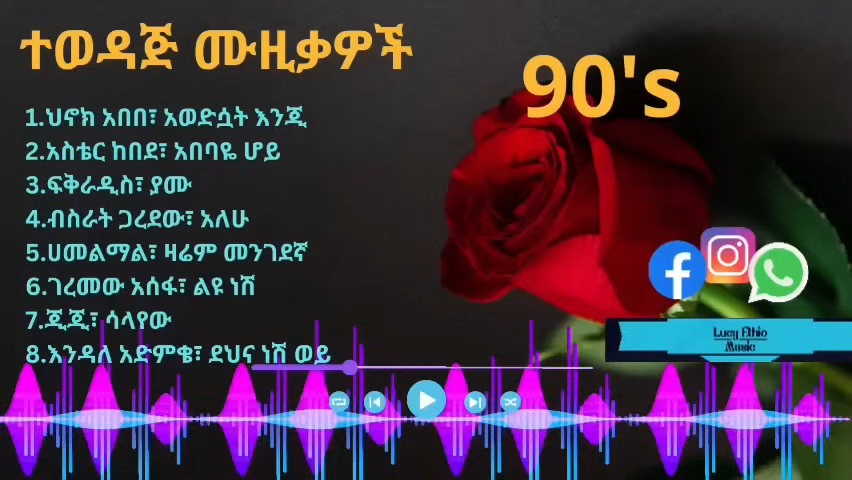 ተወዳጅ ሙዚቃዎች
90's
1.ህኖክ አበበ፣ አወድሷት እንጂ
2.አስቴር ከበደ፣ አበባዬ ሆይ
3.ፍቅራዲስ፣ ያሙ
4.ብስራት ጋረደው፣ አለሁ
5.ሀመልማል፣ ዛሬም መንገደኛ
6.ገረመው አሰፋ፣ ልዩ ነሽ
7.ጂጂ፣ ሳላየው
8.እንዳለ አድምቄ፣ ደህና ነሽ ወይ
Lucy Ethio
Music